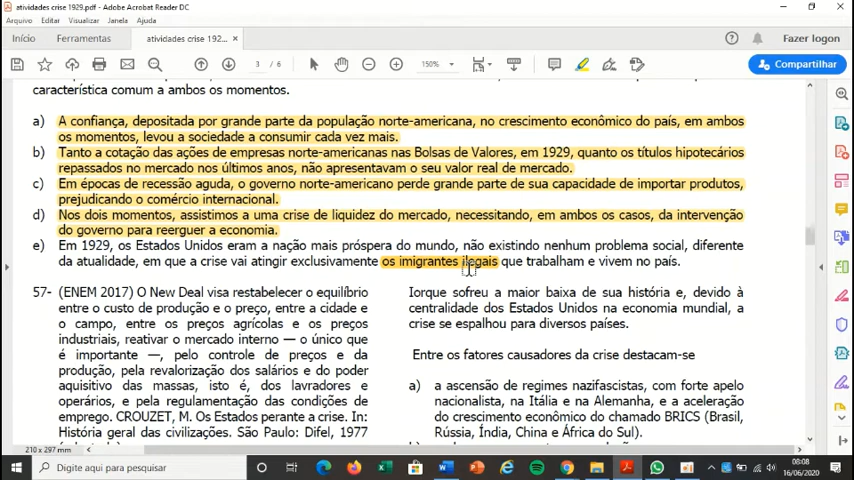 atividades crise 1929.pdf - Adobe Acrobat Reader DC
Arquivo Editar Visualizar Janela Ajuda
Início Ferramentas atividades crise 192... × Fazer logon
3 / 6 150% Compartilhar
característica comum a ambos os momentos.
a) A confiança, depositada por grande parte da população norte-americana, no crescimento econômico do país, em ambos
os momentos, levou a sociedade a consumir cada vez mais.
b) Tanto a cotação das ações de empresas norte-americanas nas Bolsas de Valores, em 1929, quanto os títulos hipotecários
repassados no mercado nos últimos anos, não apresentavam o seu valor real de mercado.
c) Em épocas de recessão aguda, o governo norte-americano perde grande parte de sua capacidade de importar produtos,
prejudicando o comércio internacional.
d) Nos dois momentos, assistimos a uma crise de liquidez do mercado, necessitando, em ambos os casos, da intervenção
do governo para reerguer a economia.
e) Em 1929, os Estados Unidos eram a nação mais próspera do mundo, não existindo nenhum problema social, diferente
da atualidade, em que a crise vai atingir exclusivamente os imigrantes ilegais que trabalham e vivem no país.
57- (ENEM 2017) O New Deal visa restabelecer o equilíbrio
entre o custo de produção e o preço, entre a cidade e
o campo, entre os preços agrícolas e os preços
industriais, reativar o mercado interno — o único que
é importante —, pelo controle de preços e da
produção, pela revalorização dos salários e do poder
aquisitivo das massas, isto é, dos lavradores e
operários, e pela regulamentação das condições de
emprego. CROUZET, M. Os Estados perante a crise. In:
História geral das civilizações. São Paulo: Difel, 1977
Iorque sofreu a maior baixa de sua história e, devido à
centralidade dos Estados Unidos na economia mundial, a
crise se espalhou para diversos países.
Entre os fatores causadores da crise destacam-se
a) a ascensão de regimes nazifascistas, com forte apelo
nacionalista, na Itália e na Alemanha, e a aceleração
do crescimento econômico do chamado BRICS (Brasil,
Rússia, Índia, China e África do Sul).
210 x 297 mm
Digite aqui para pesquisar
08:08
16/06/2020